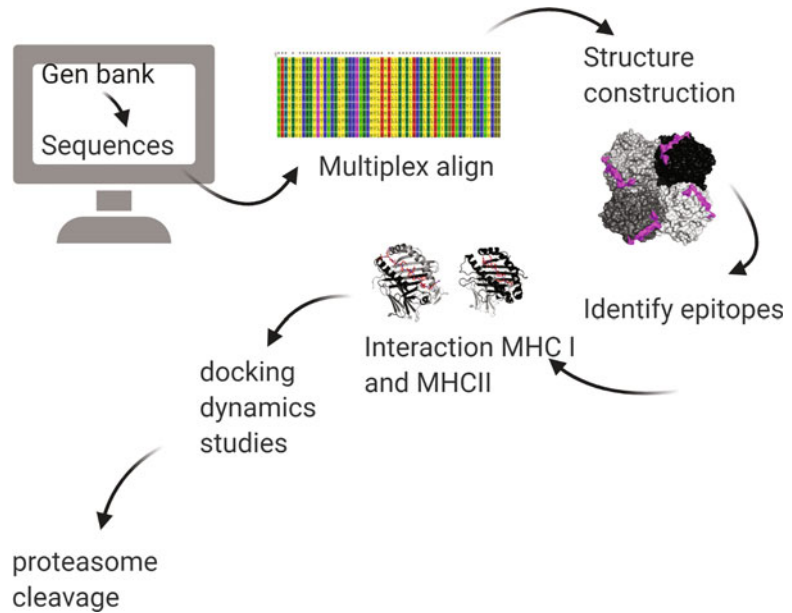 Gen bank
Sequences
Multiplex align
Structure
construction
Identify epitopes
Interaction MHC I
and MHCII
docking
dynamics
studies
proteasome
cleavage